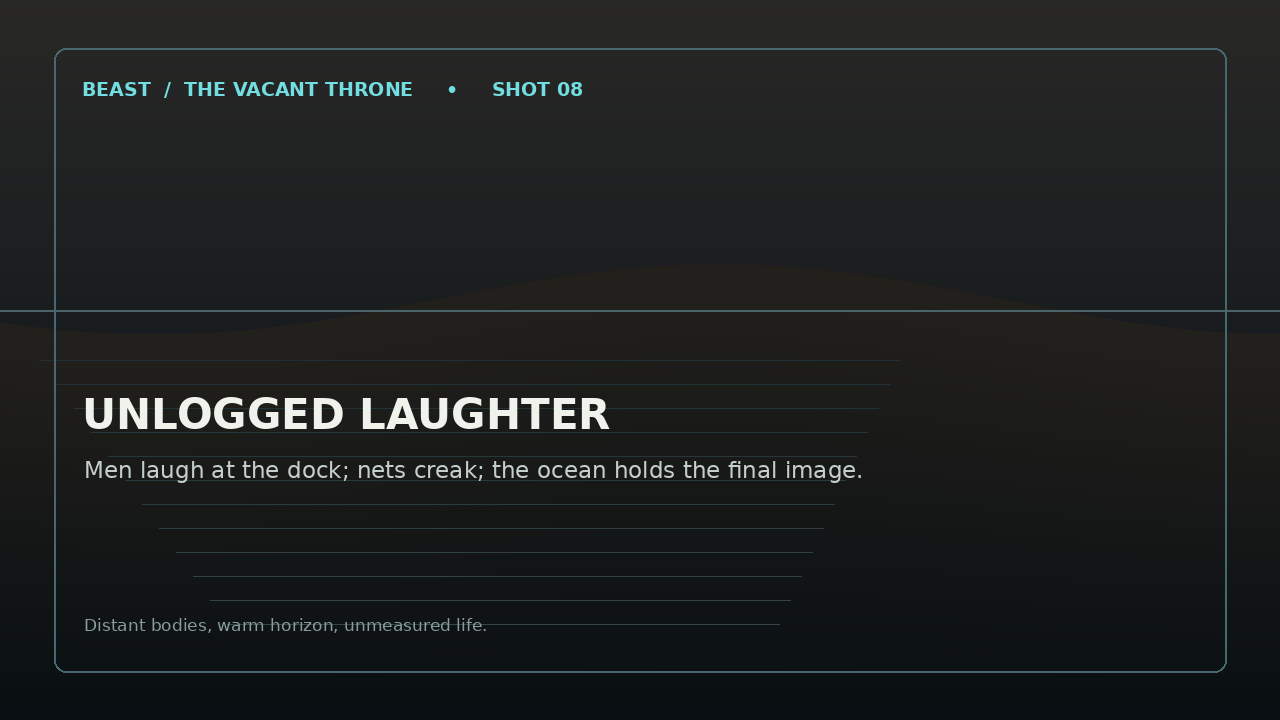 BEAST / THE VACANT THRONE • SHOT 08
UNLOGGED LAUGHTER
Men laugh at the dock; nets creak; the ocean holds the final image.
Distant bodies, warm horizon, unmeasured life.